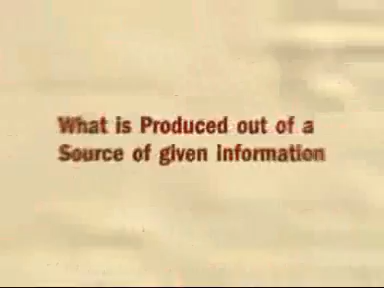 What is Produced out of a
Source of given information